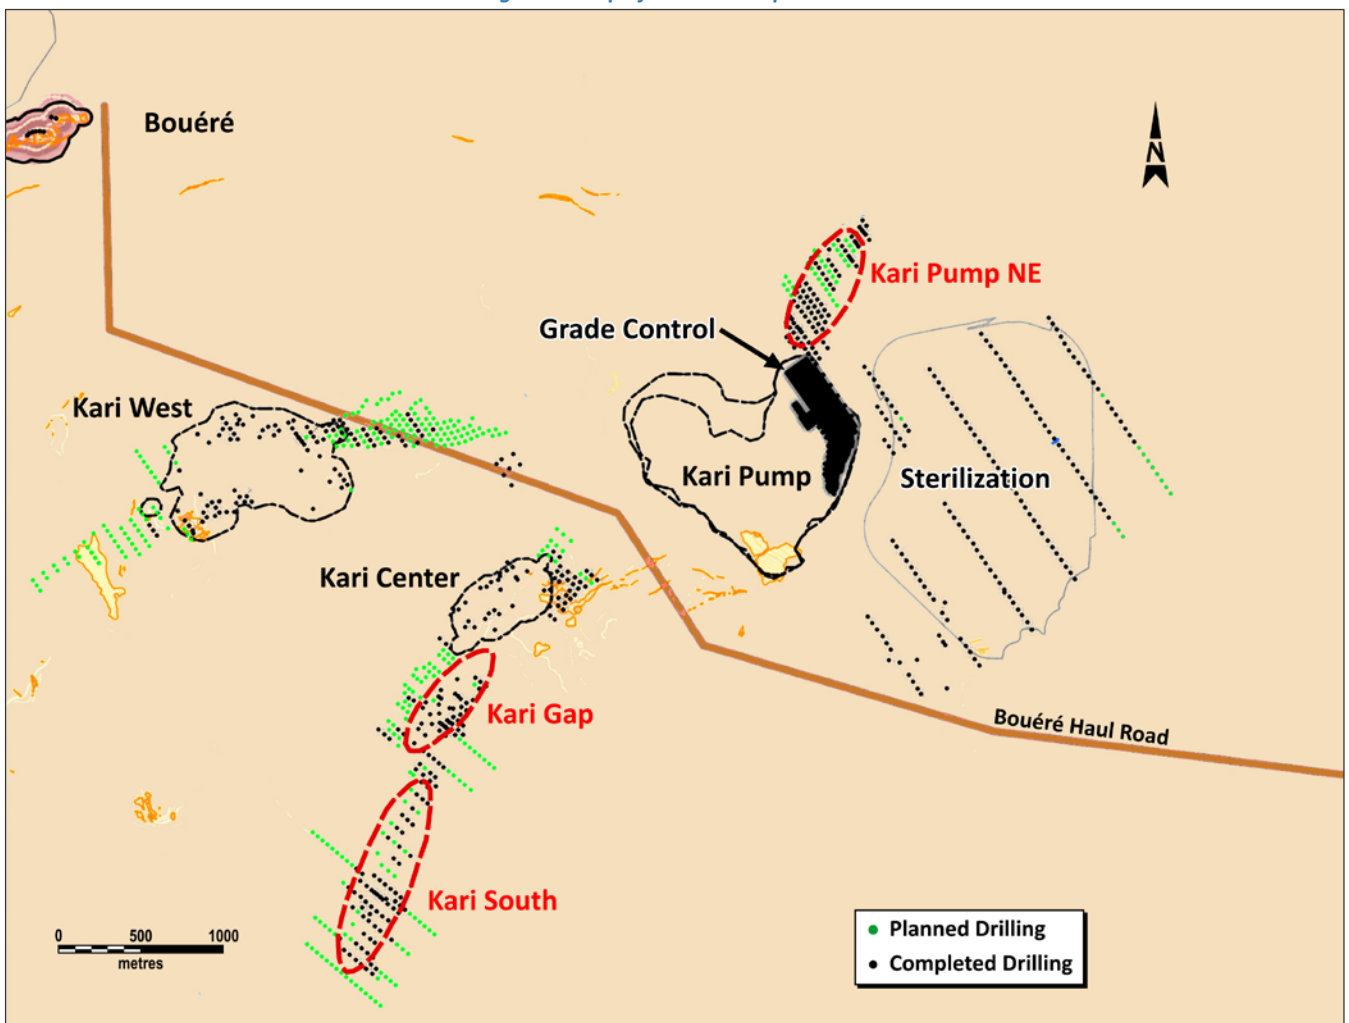 Bouéré
N
Kari Pump NE
Grade Control
Kari West
Kari Pump
Sterilization
Kari Center
Kari Gap
Bouéré Haul Road
Kari South
0 500 1000
metres
Planned Drilling
Completed Drilling